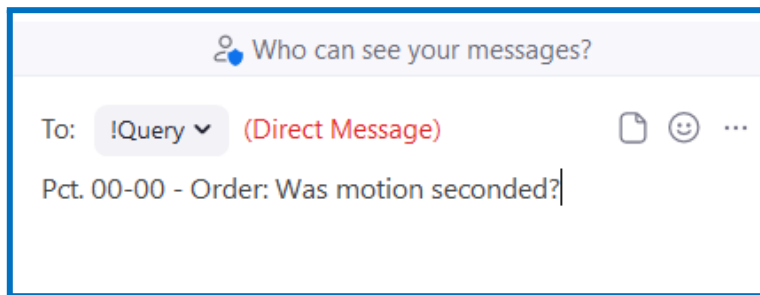 Who can see your messages?
To: !Query (Direct Message)
Pct. 00-00 - Order: Was motion seconded?